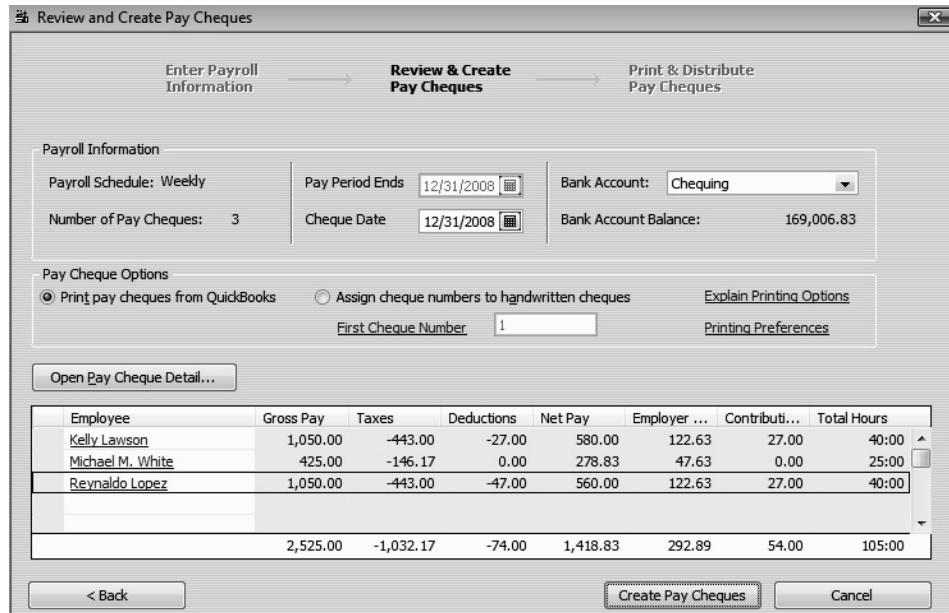 Review and Create Pay Cheques
Enter Payroll Information
Review & Create Pay Cheques
Print & Distribute Pay Cheques
Payroll Information
Payroll Schedule: Weekly
Pay Period Ends 12/31/2008
Bank Account: Chequing
Number of Pay Cheques: 3
Cheque Date 12/31/2008
Bank Account Balance: 169,006.83
Pay Cheque Options
Print pay cheques from QuickBooks
Assign cheque numbers to handwritten cheques
Explain Printing Options
First Cheque Number 1
Printing Preferences
Open Pay Cheque Detail...
Employee Gross Pay Taxes Deductions Net Pay Employer ... Contributi... Total Hours
Kelly Lawson 1,050.00 -443.00 -27.00 580.00 122.63 27.00 40:00
Michael M. White 425.00 -146.17 0.00 278.83 47.63 0.00 25:00
Reynaldo Lopez 1,050.00 -443.00 -47.00 560.00 122.63 27.00 40:00
2,525.00 -1,032.17 -74.00 1,418.83 292.89 54.00 105:00
< Back
Create Pay Cheques
Cancel